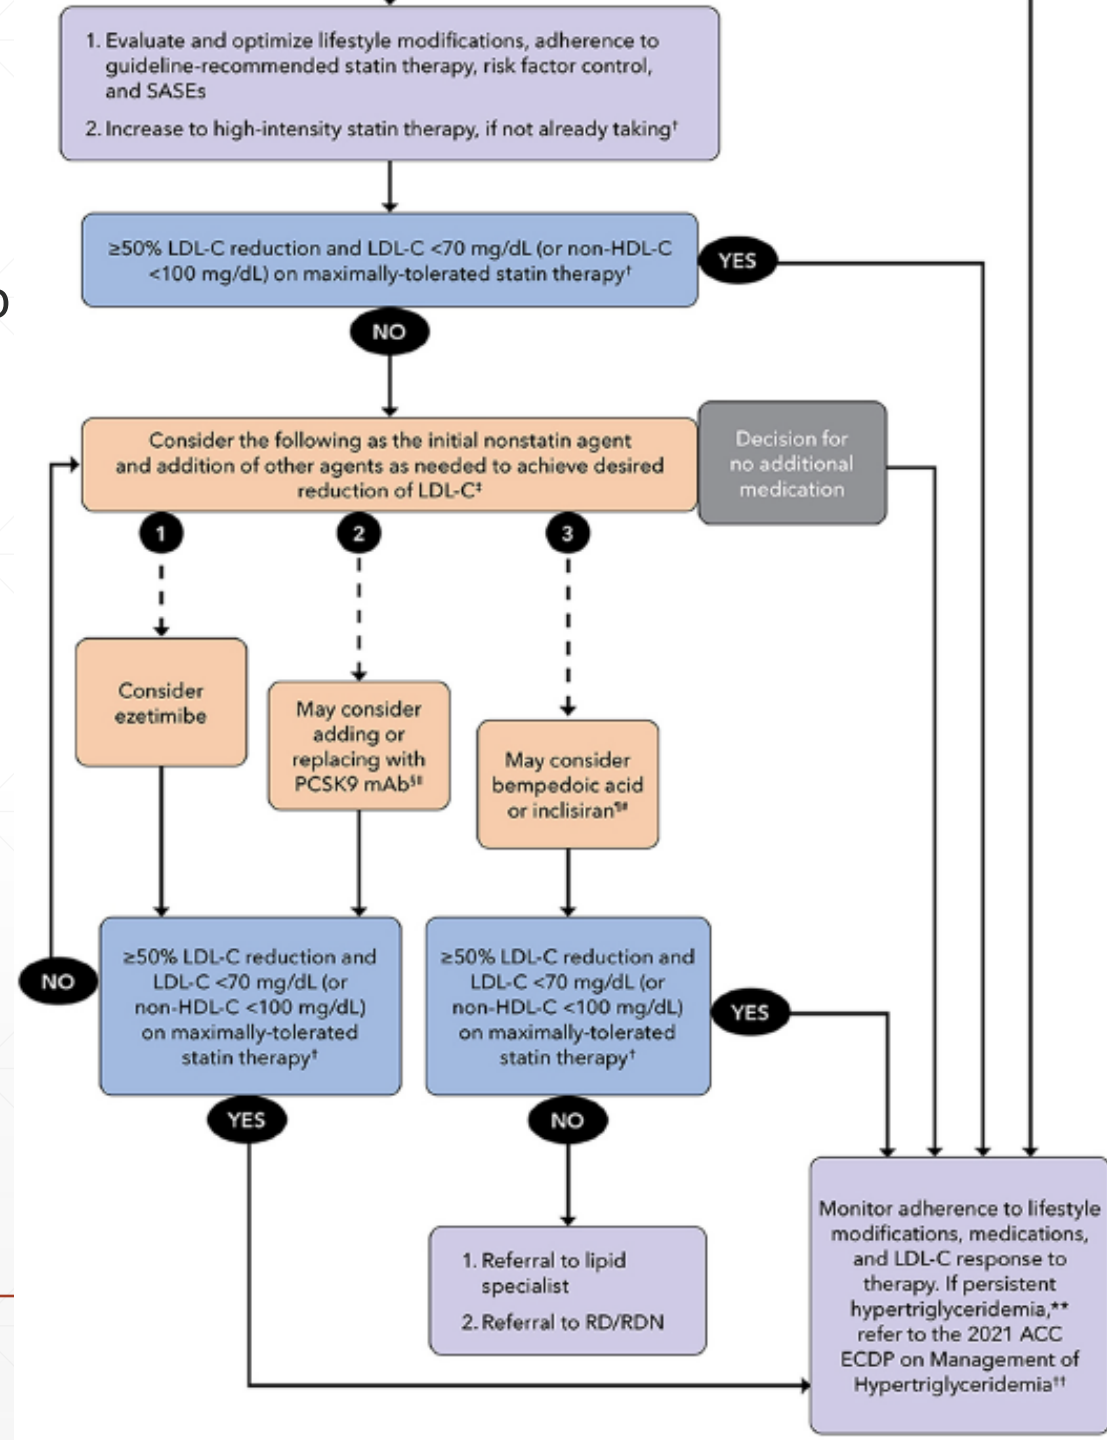 1. Evaluate and optimize lifestyle modifications, adherence to
guideline-recommended statin therapy, risk factor control,
and SASEs
2. Increase to high-intensity statin therapy, if not already taking†
≥50% LDL-C reduction and LDL-C <70 mg/dL (or non-HDL-C
<100 mg/dL) on maximally-tolerated statin therapy†
YES
NO
Consider the following as the initial nonstatin agent
and addition of other agents as needed to achieve desired
reduction of LDL-C‡
Decision for
no additional
medication
1
2
3
Consider
ezetimibe
May consider
adding or
replacing with
PCSK9 mAb§‖
May consider
bempedoic acid
or inclisiran¶#
NO
≥50% LDL-C reduction and
LDL-C <70 mg/dL (or
non-HDL-C <100 mg/dL)
on maximally-tolerated
statin therapy†
≥50% LDL-C reduction and
LDL-C <70 mg/dL (or
non-HDL-C <100 mg/dL)
on maximally-tolerated
statin therapy†
YES
YES
NO
1. Referral to lipid
specialist
2. Referral to RD/RDN
Monitor adherence to lifestyle
modifications, medications,
and LDL-C response to
therapy. If persistent
hypertriglyceridemia,**
refer to the 2021 ACC
ECDP on Management of
Hypertriglyceridemia††